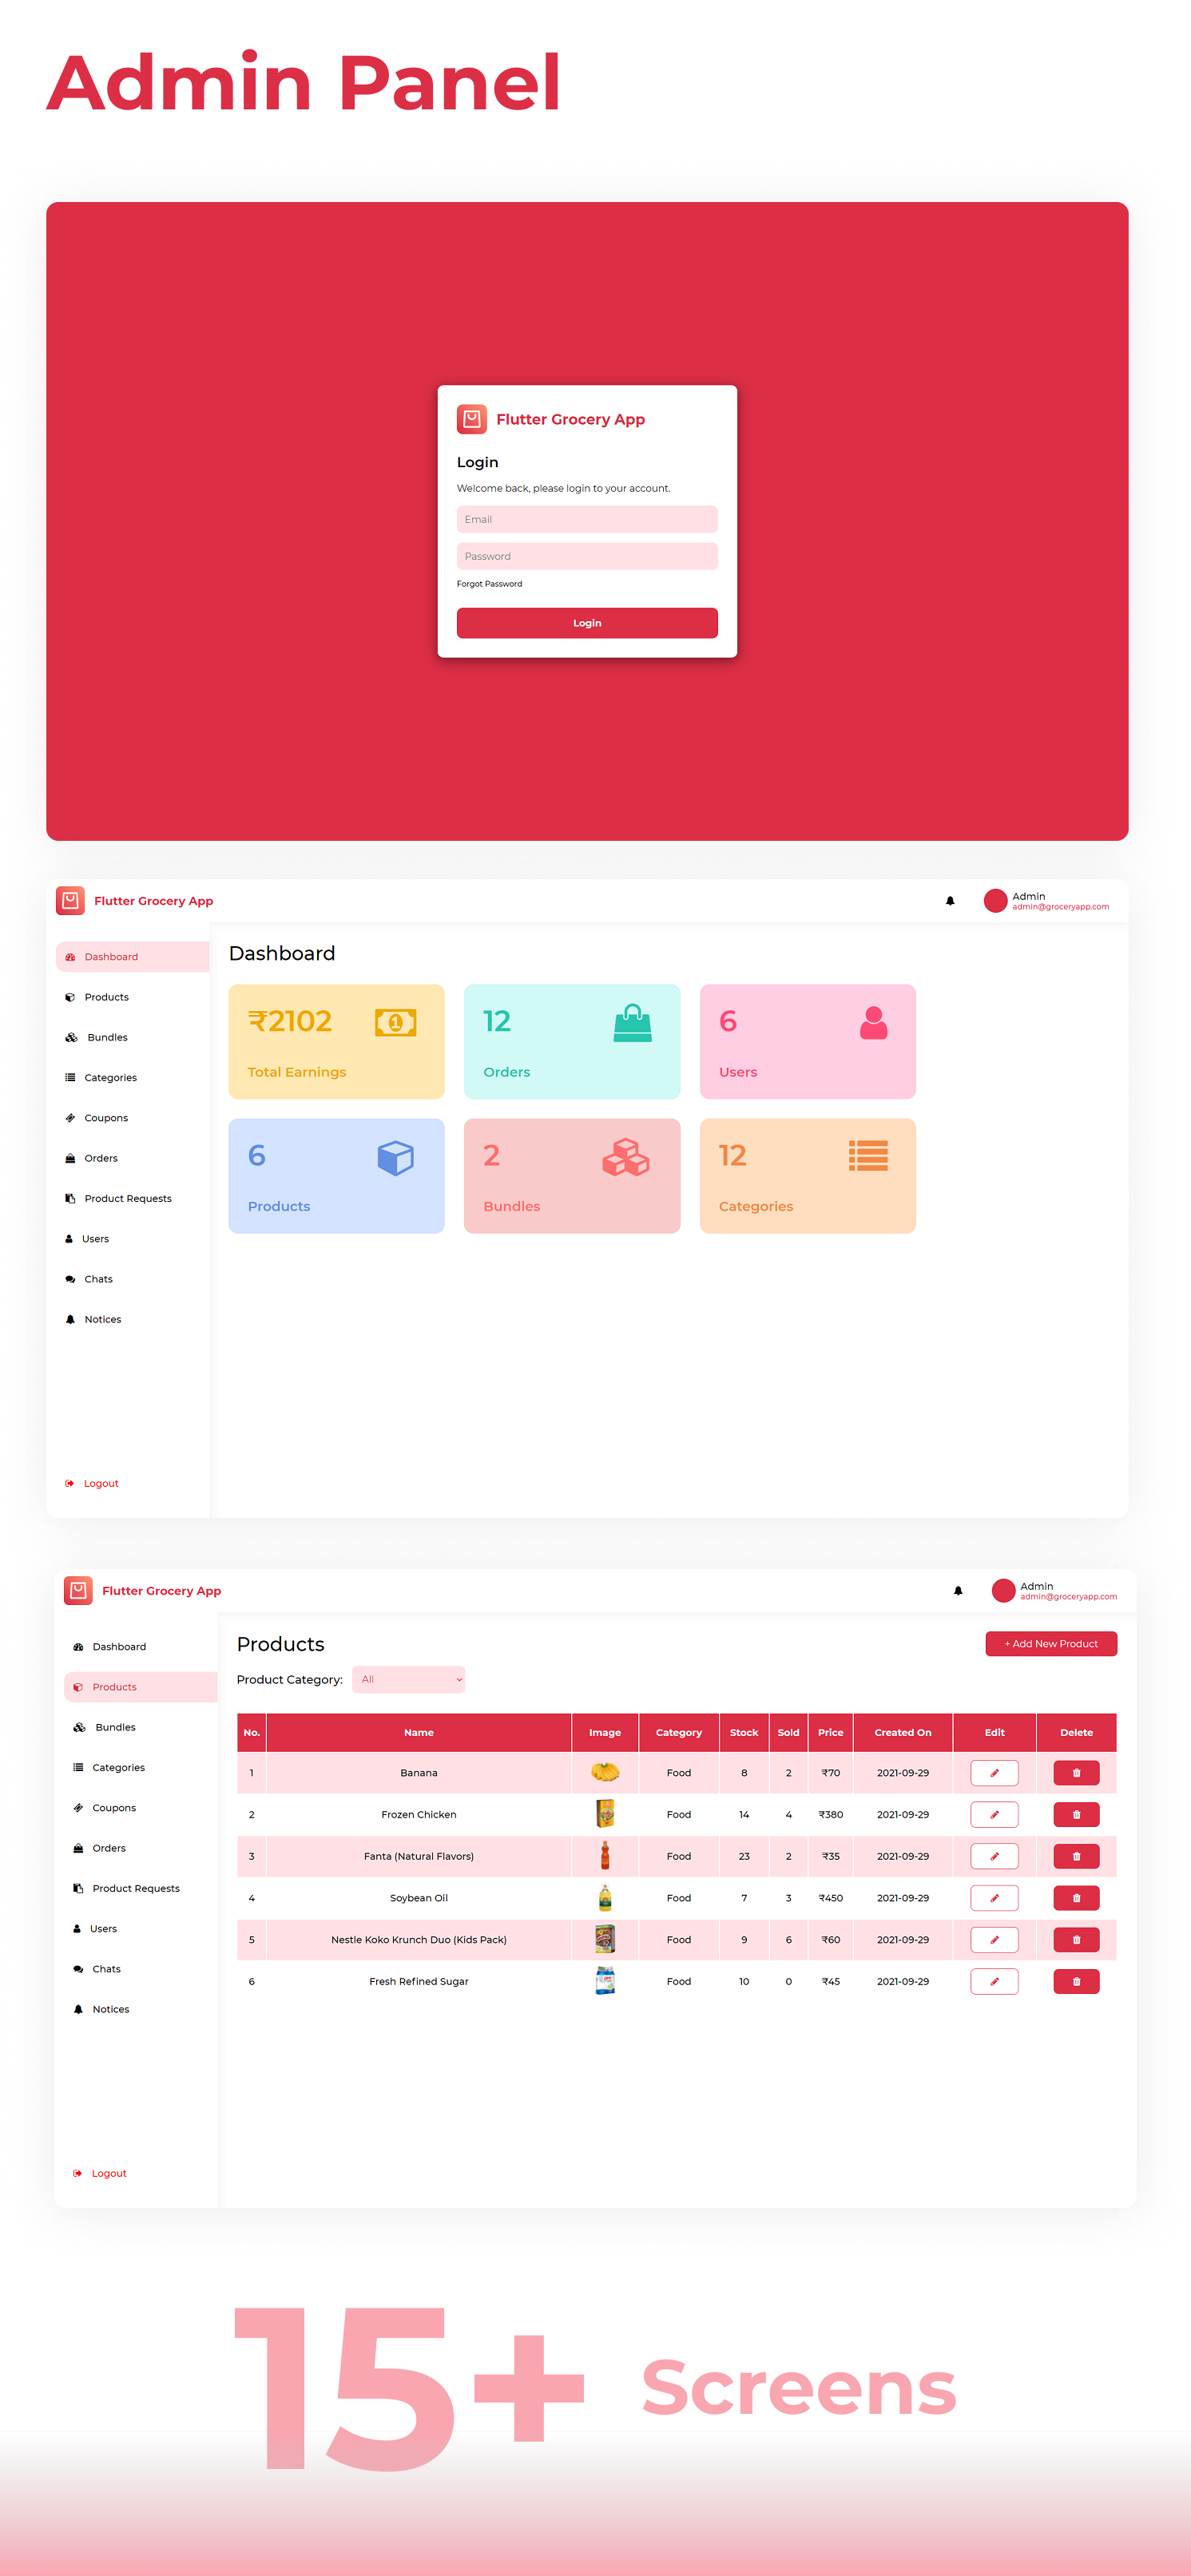 Admin Panel
Flutter Grocery App
Login
Welcome back, please login to your account.
Email
Password
Forgot Password
Login
Flutter Grocery App
Admin
admin@groceryapp.com
Dashboard
Products
Bundles
Categories
Coupons
Orders
Product Requests
Users
Chats
Notices
Logout
Dashboard
₹2102
Total Earnings
12
Orders
6
Users
6
Products
2
Bundles
12
Categories
Flutter Grocery App
Admin
admin@groceryapp.com
Dashboard
Products
Bundles
Categories
Coupons
Orders
Product Requests
Users
Chats
Notices
Logout
Products
+ Add New Product
Product Category: All
No. Name Image Category Stock Sold Price Created On Edit Delete
1 Banana Food 8 2 ₹70 2021-09-29
2 Frozen Chicken Food 14 4 ₹380 2021-09-29
3 Fanta (Natural Flavors) Food 23 2 ₹35 2021-09-29
4 Soybean Oil Food 7 3 ₹450 2021-09-29
5 Nestle Koko Krunch Duo (Kids Pack) Food 9 6 ₹60 2021-09-29
6 Fresh Refined Sugar Food 10 0 ₹45 2021-09-29
15+ Screens